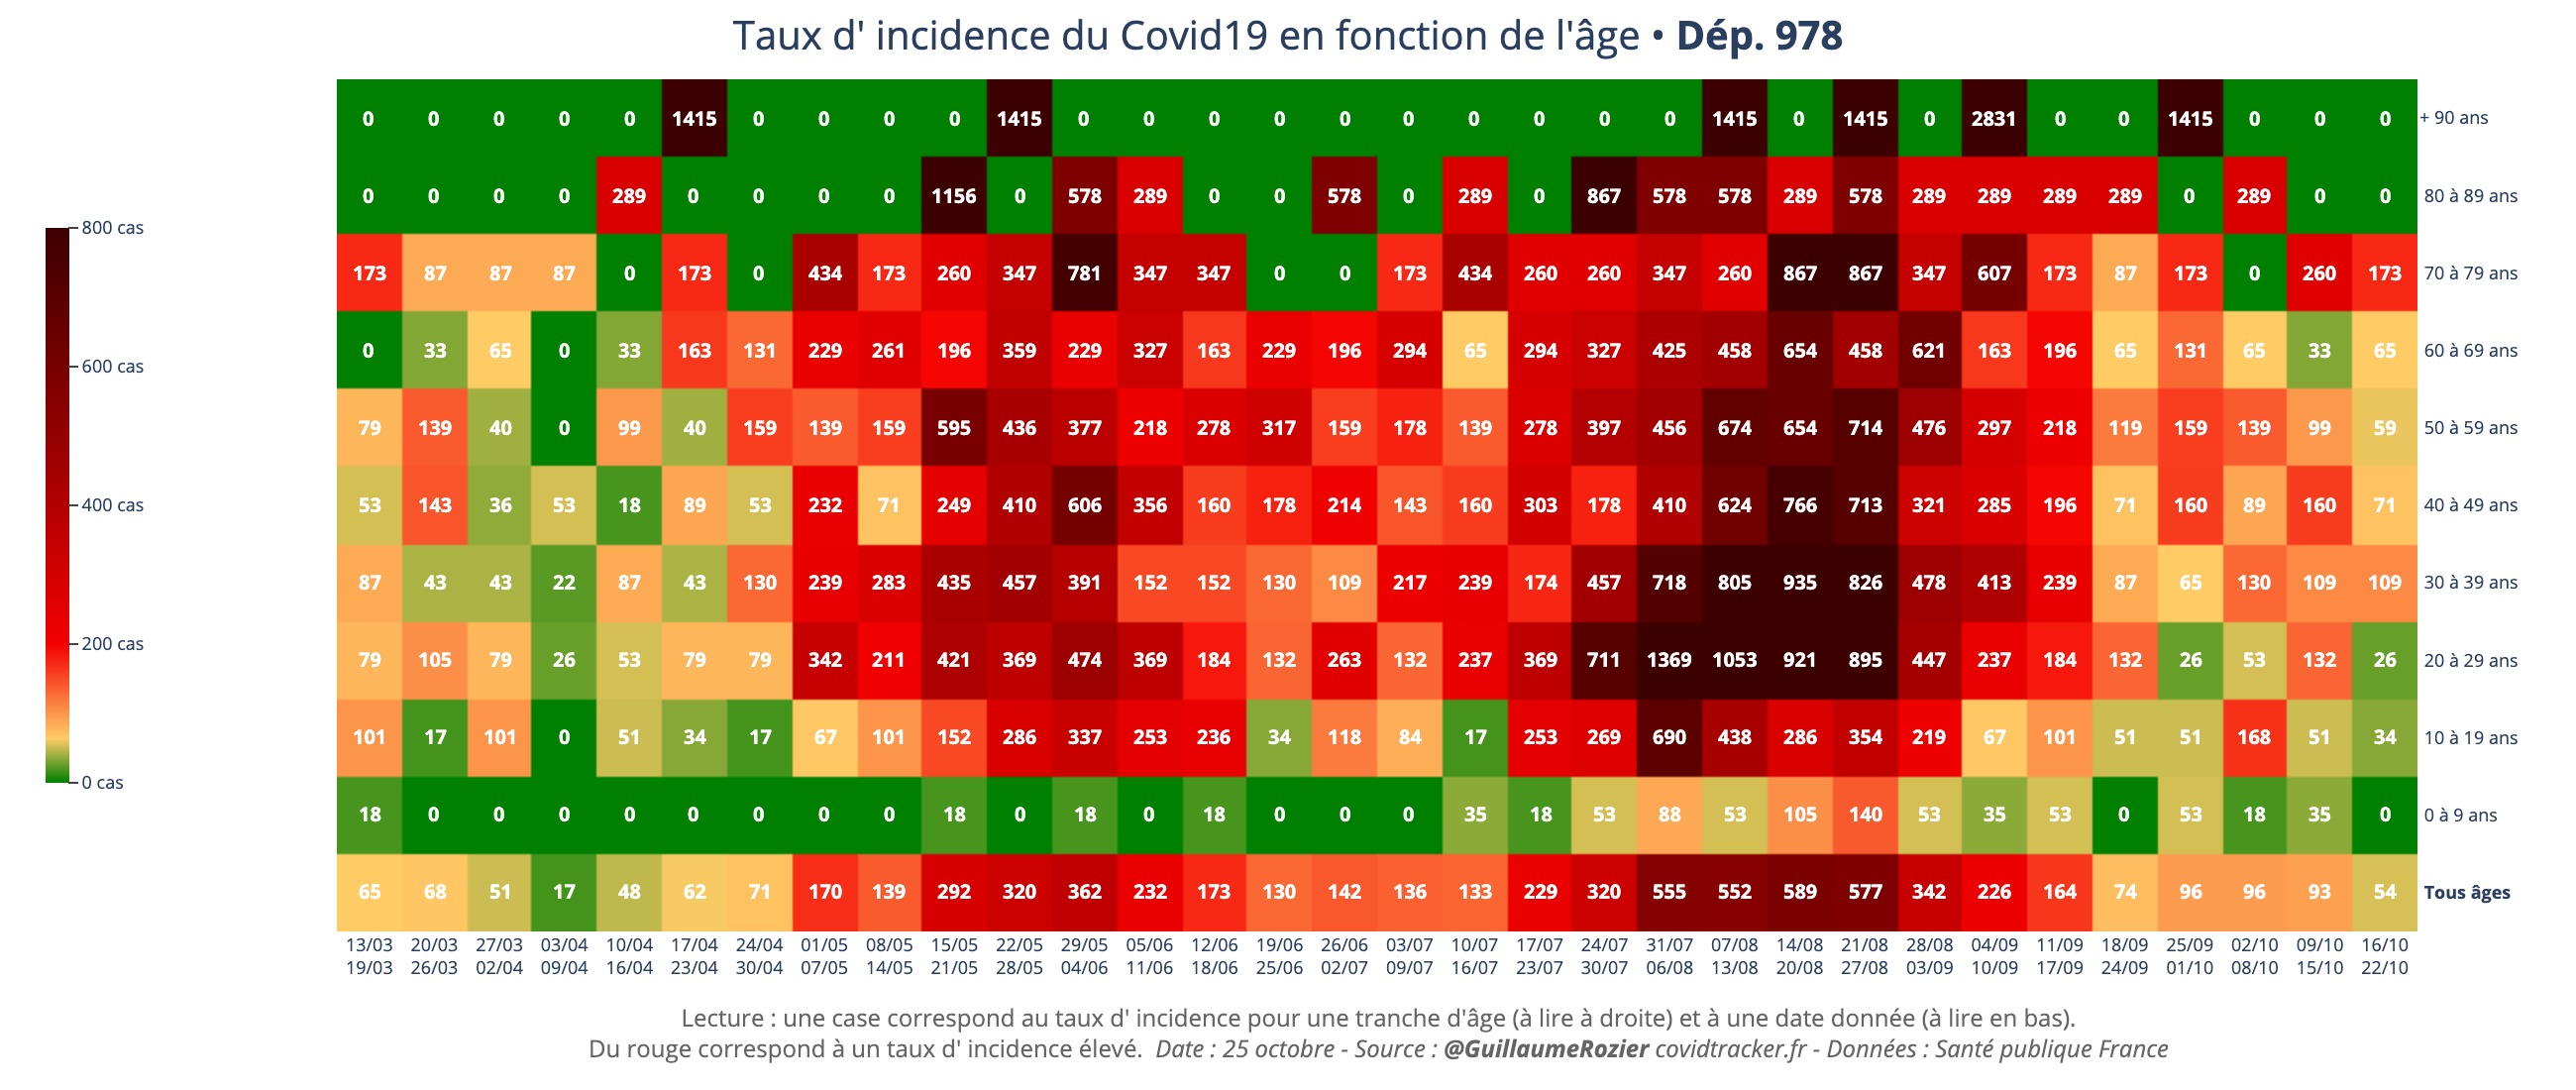 Taux d' incidence du Covid19 en fonction de l'âge • Dép. 978
800 cas
600 cas
400 cas
200 cas
0 cas
0 0 0 0 0 1415 0 0 0 0 1415 0 0 0 0 0 0 0 0 0 0 1415 0 1415 0 2831 0 0 1415 0 0 0 + 90 ans
0 0 0 0 289 0 0 0 0 1156 0 578 289 0 0 578 0 289 0 867 578 578 289 578 289 289 289 289 0 289 0 0 80 à 89 ans
173 87 87 87 0 173 0 434 173 260 347 781 347 347 0 0 173 434 260 260 347 260 867 867 347 607 173 87 173 0 260 173 70 à 79 ans
0 33 65 0 33 163 131 229 261 196 359 229 327 163 229 196 294 65 294 327 425 458 654 458 621 163 196 65 131 65 33 65 60 à 69 ans
79 139 40 0 99 40 159 139 159 595 436 377 218 278 317 159 178 139 278 397 456 674 654 714 476 297 218 119 159 139 99 59 50 à 59 ans
53 143 36 53 18 89 53 232 71 249 410 606 356 160 178 214 143 160 303 178 410 624 766 713 321 285 196 71 160 89 160 71 40 à 49 ans
87 43 43 22 87 43 130 239 283 435 457 391 152 152 130 109 217 239 174 457 718 805 935 826 478 413 239 87 65 130 109 109 30 à 39 ans
79 105 79 26 53 79 79 342 211 421 369 474 369 184 132 263 132 237 369 711 1369 1053 921 895 447 237 184 132 26 53 132 26 20 à 29 ans
101 17 101 0 51 34 17 67 101 152 286 337 253 236 34 118 84 17 253 269 690 438 286 354 219 67 101 51 51 168 51 34 10 à 19 ans
18 0 0 0 0 0 0 0 0 18 0 18 0 18 0 0 0 35 18 53 88 53 105 140 53 35 53 0 53 18 35 0 0 à 9 ans
65 68 51 17 48 62 71 170 139 292 320 362 232 173 130 142 136 133 229 320 555 552 589 577 342 226 164 74 96 96 93 54 Tous âges
13/03 20/03 27/03 03/04 10/04 17/04 24/04 01/05 08/05 15/05 22/05 29/05 05/06 12/06 19/06 26/06 03/07 10/07 17/07 24/07 31/07 07/08 14/08 21/08 28/08 04/09 11/09 18/09 25/09 02/10 09/10 16/10
19/03 26/03 02/04 09/04 16/04 23/04 30/04 07/05 14/05 21/05 28/05 04/06 11/06 18/06 25/06 02/07 09/07 16/07 23/07 30/07 06/08 13/08 20/08 27/08 03/09 10/09 17/09 24/09 01/10 08/10 15/10 22/10
Lecture : une case correspond au taux d' incidence pour une tranche d'âge (à lire à droite) et à une date donnée (à lire en bas).
Du rouge correspond à un taux d' incidence élevé. Date : 25 octobre - Source : @GuillaumeRozier covidtracker.fr - Données : Santé publique France